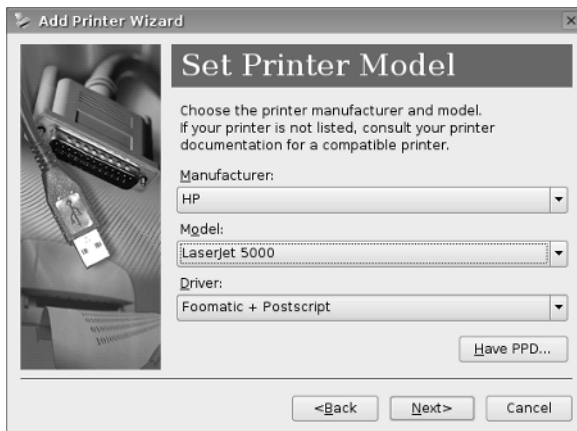 Add Printer Wizard
Set Printer Model
Choose the printer manufacturer and model.
If your printer is not listed, consult your printer
documentation for a compatible printer.
Manufacturer:
HP
Model:
LaserJet 5000
Driver:
Foomatic + Postscript
Have PPD...
<Back
Next>
Cancel